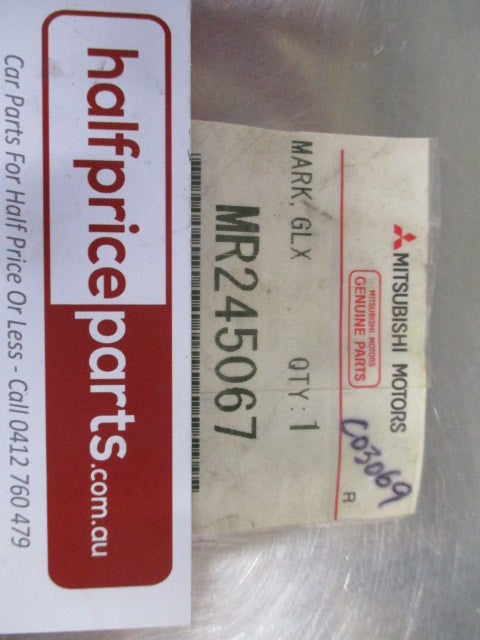 MITSUBISHI MOTORS
MITSUBISHI MOTORS
GENUINE PARTS
C03069
R
MARK, GLX QTY: 1
MR245067
halfpriceparts.com.au
Car Parts For Half Price Or Less - Call 0412 760 479